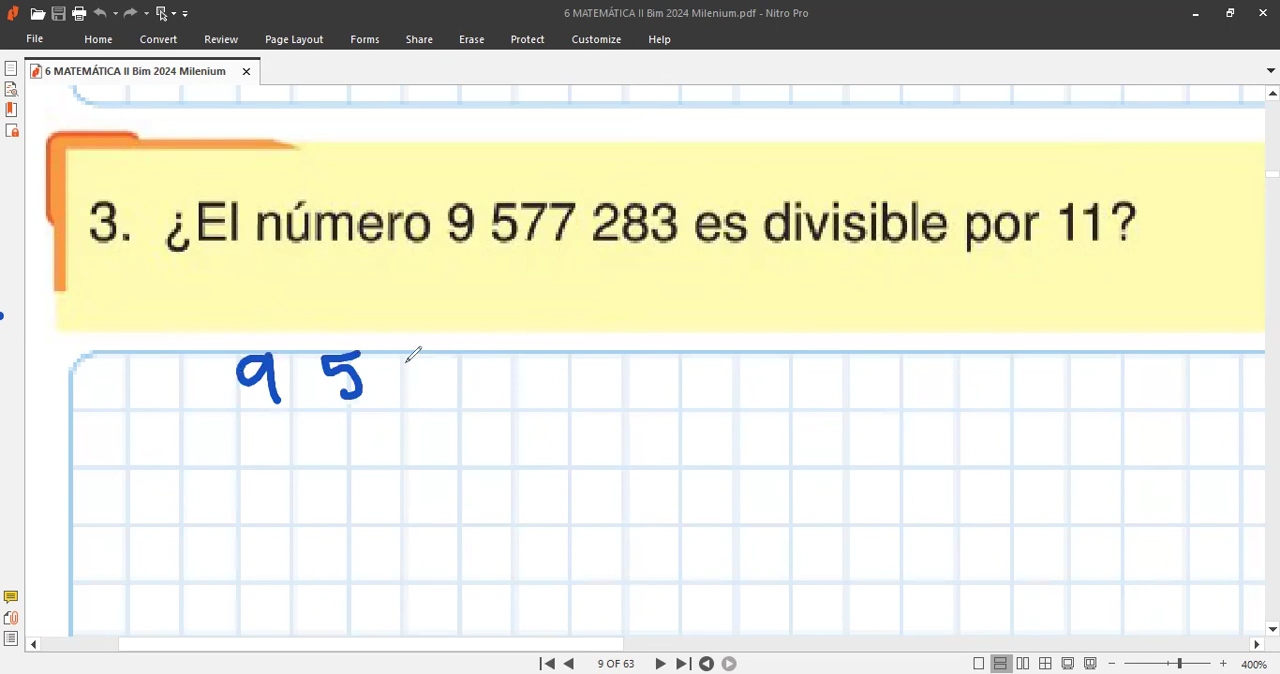 6 MATEMÁTICA II Bim 2024 Milenium.pdf - Nitro Pro
File Home Convert Review Page Layout Forms Share Erase Protect Customize Help
6 MATEMÁTICA II Bim 2024 Milenium
3. ¿El número 9 577 283 es divisible por 11?
9 5
9 OF 63
400%